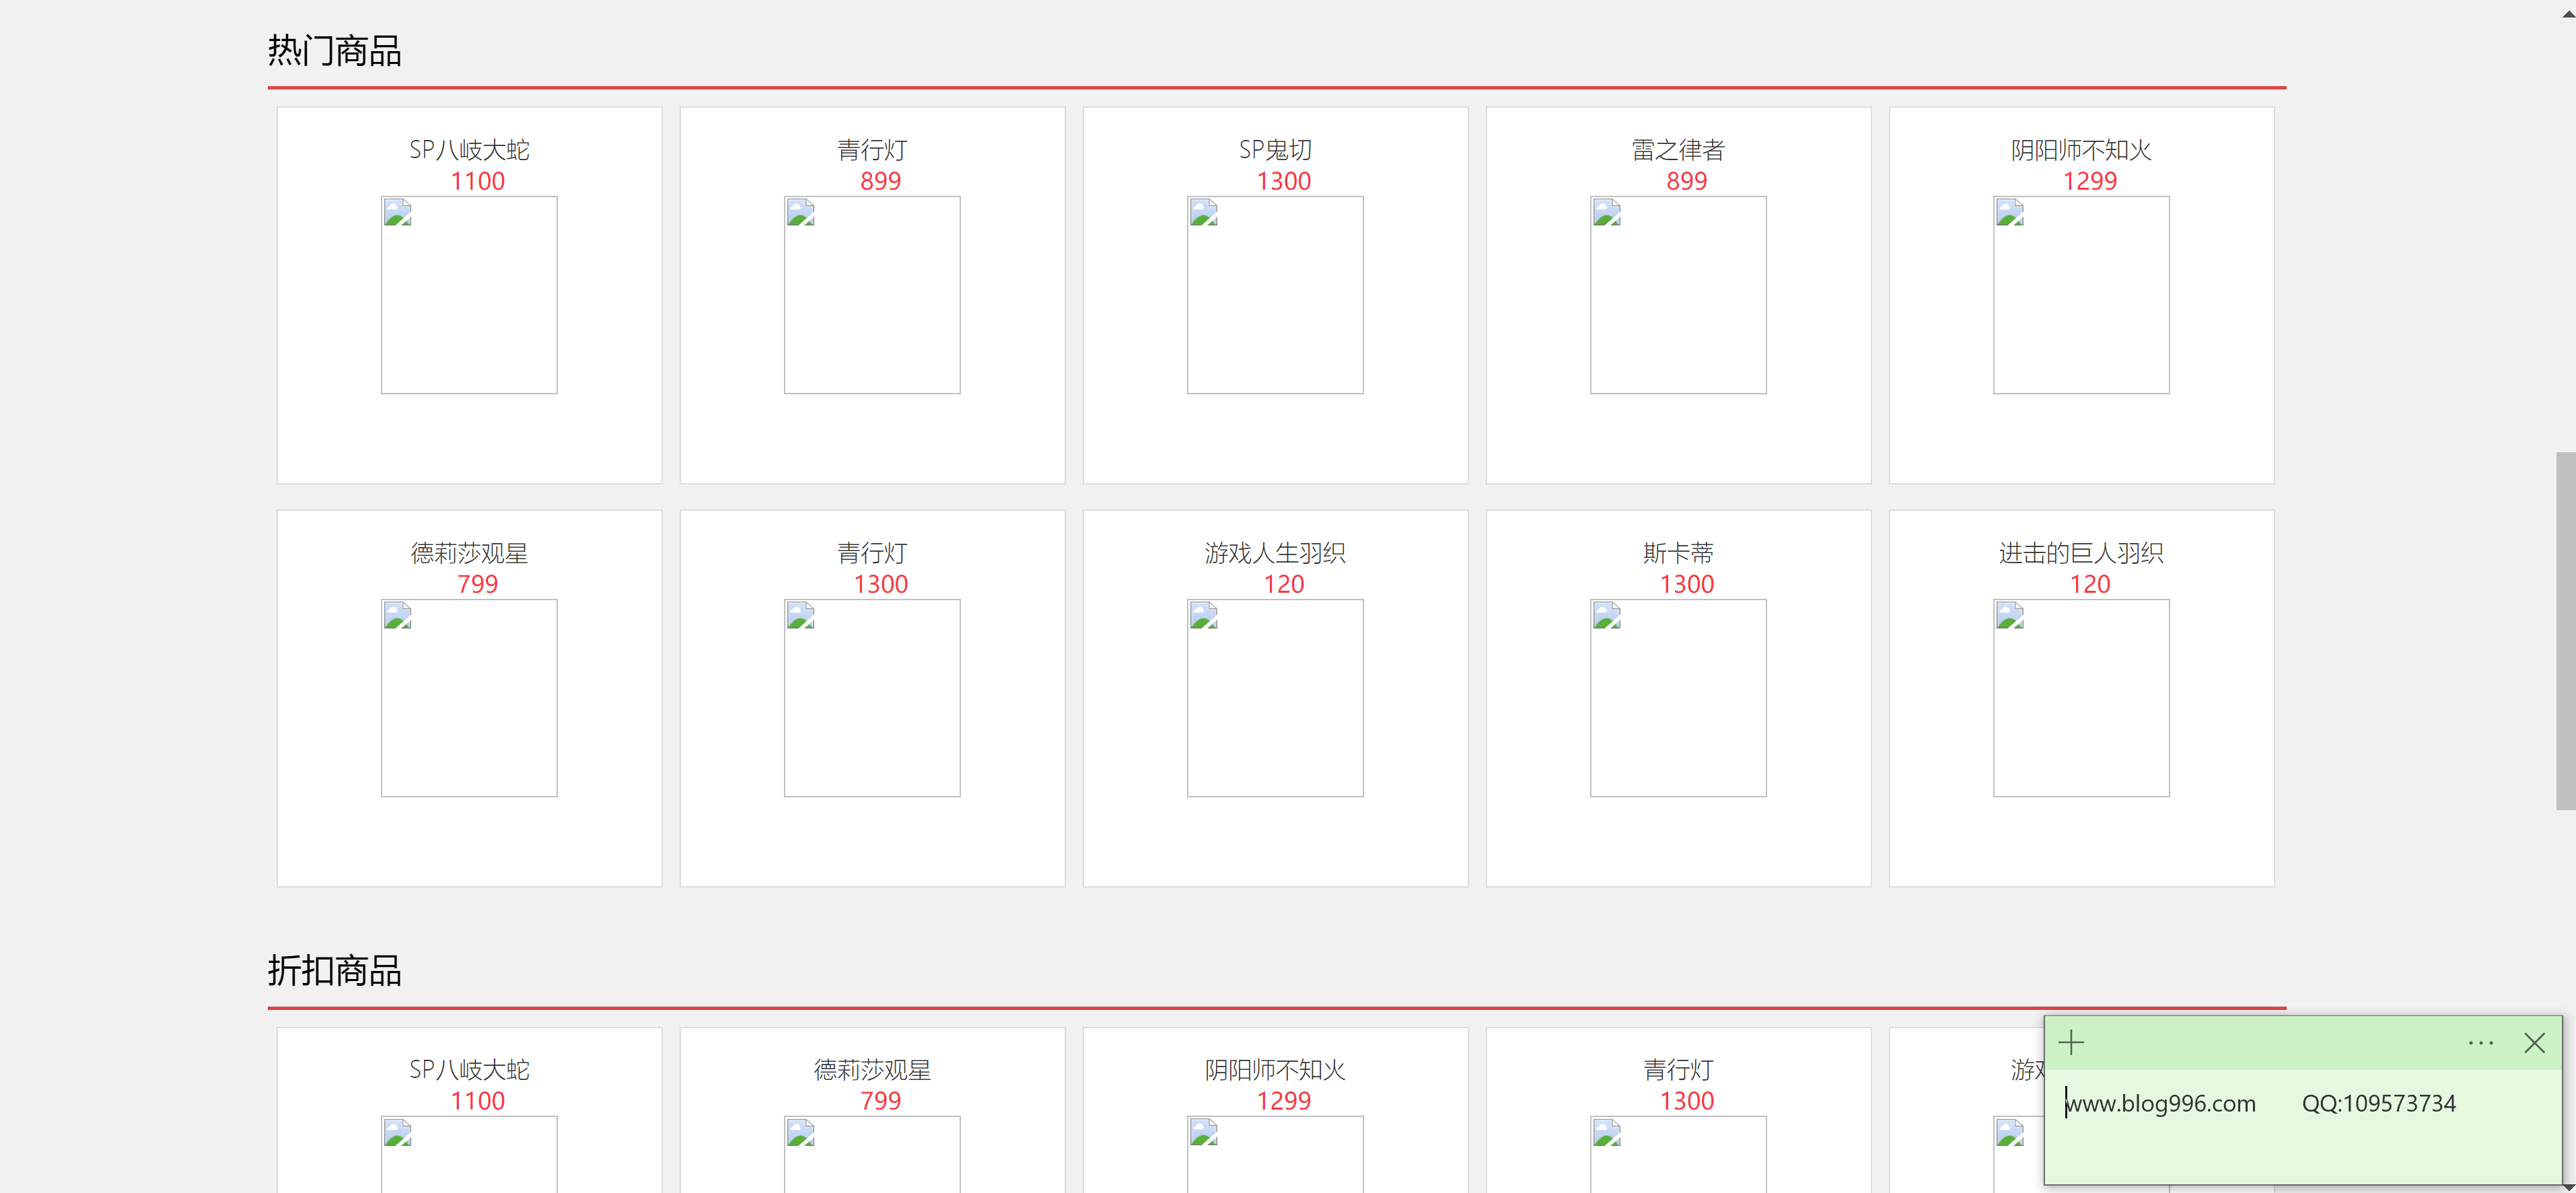 热门商品
SP八岐大蛇
1100
青行灯
899
SP鬼切
1300
雷之律者
899
阴阳师不知火
1299
德莉莎观星
799
青行灯
1300
游戏人生羽织
120
斯卡蒂
1300
进击的巨人羽织
120
折扣商品
SP八岐大蛇
1100
德莉莎观星
799
阴阳师不知火
1299
青行灯
1300
游
www.blog996.com QQ:109573734